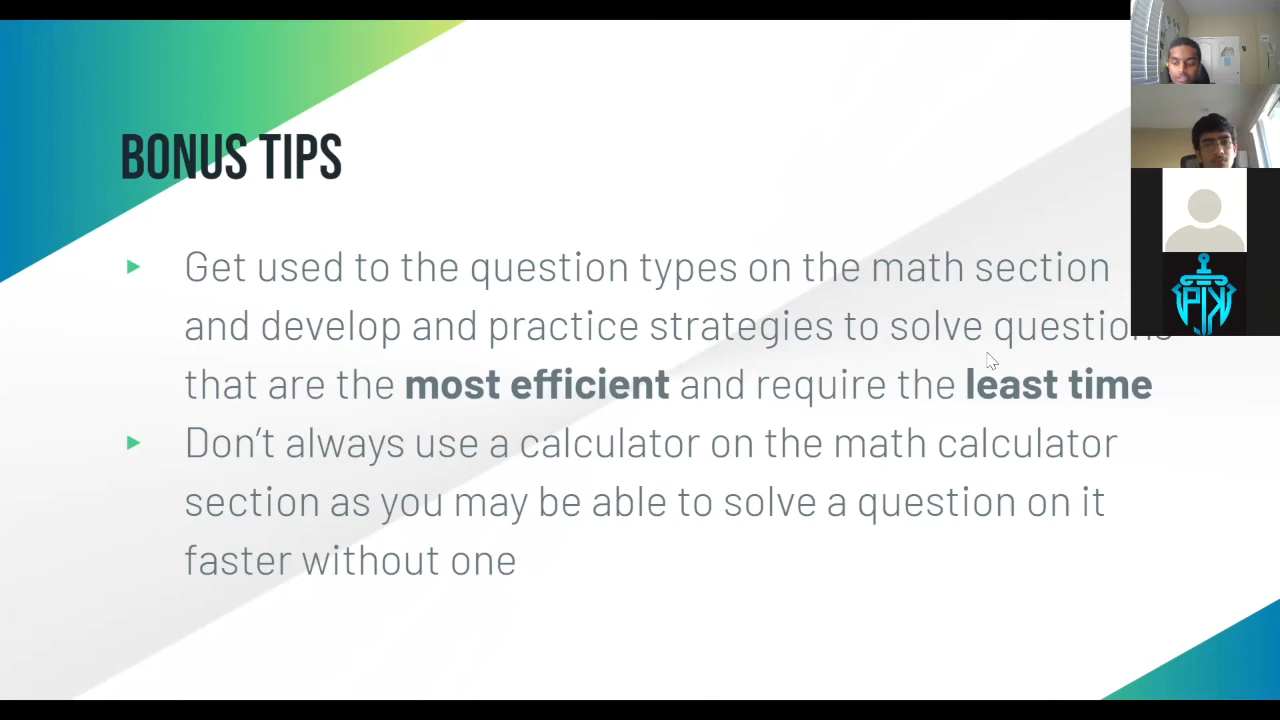 BONUS TIPS
Get used to the question types on the math section
and develop and practice strategies to solve questions
that are the most efficient and require the least time
Don't always use a calculator on the math calculator
section as you may be able to solve a question on it
faster without one